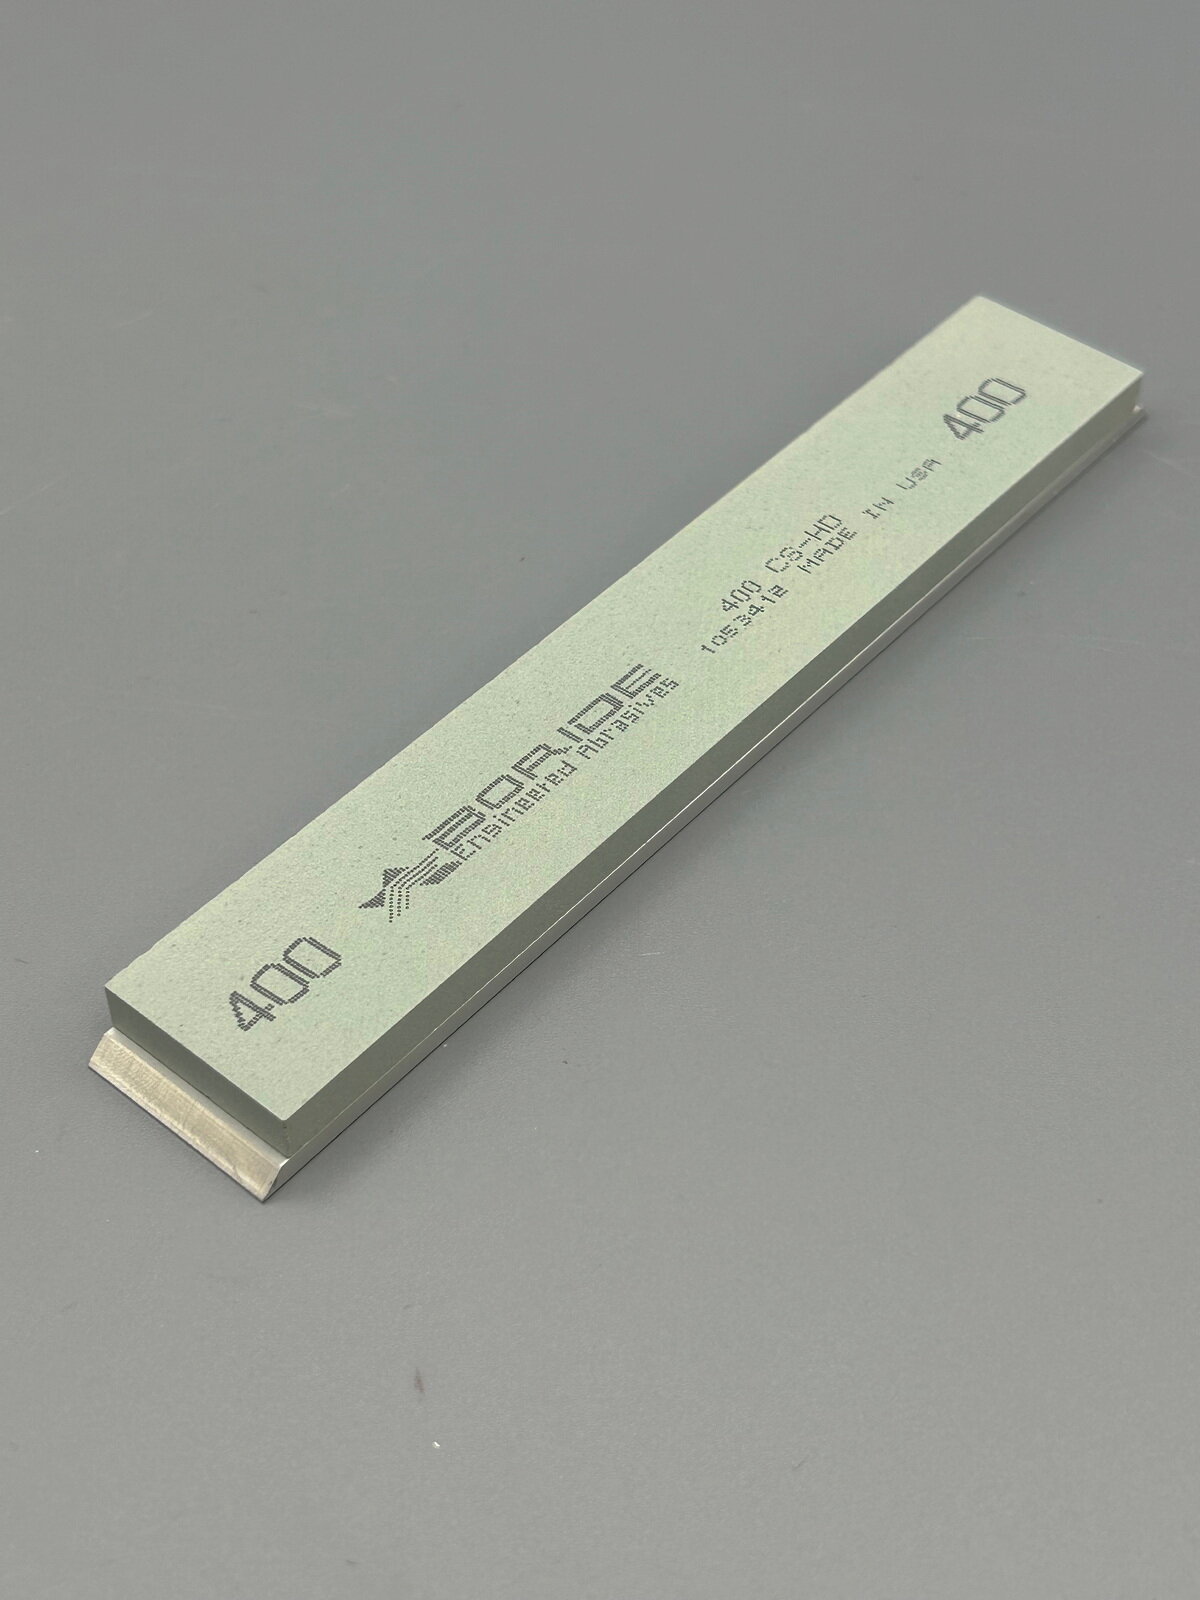 400
BORIDE
Engineered Abrasives
400 CS-HD
1053412 MADE IN USA
400